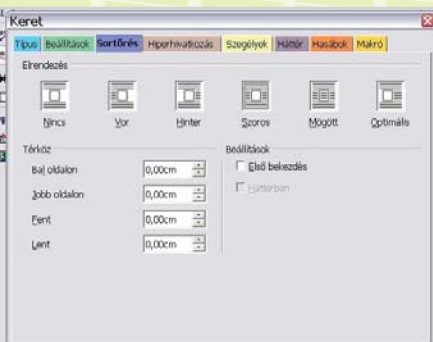 Keret
Típus Beállítások Sortörés Hiperhivatkozás Szegélyek Háttér Hasábok Makró
Elrendezés
Nincs Vor Hinter Szoros Mögött Optimális
Térköz
Bal oldalon 0,00cm
Jobb oldalon 0,00cm
Fent 0,00cm
Lent 0,00cm
Beállítások
Első bekezdés
Háttérben